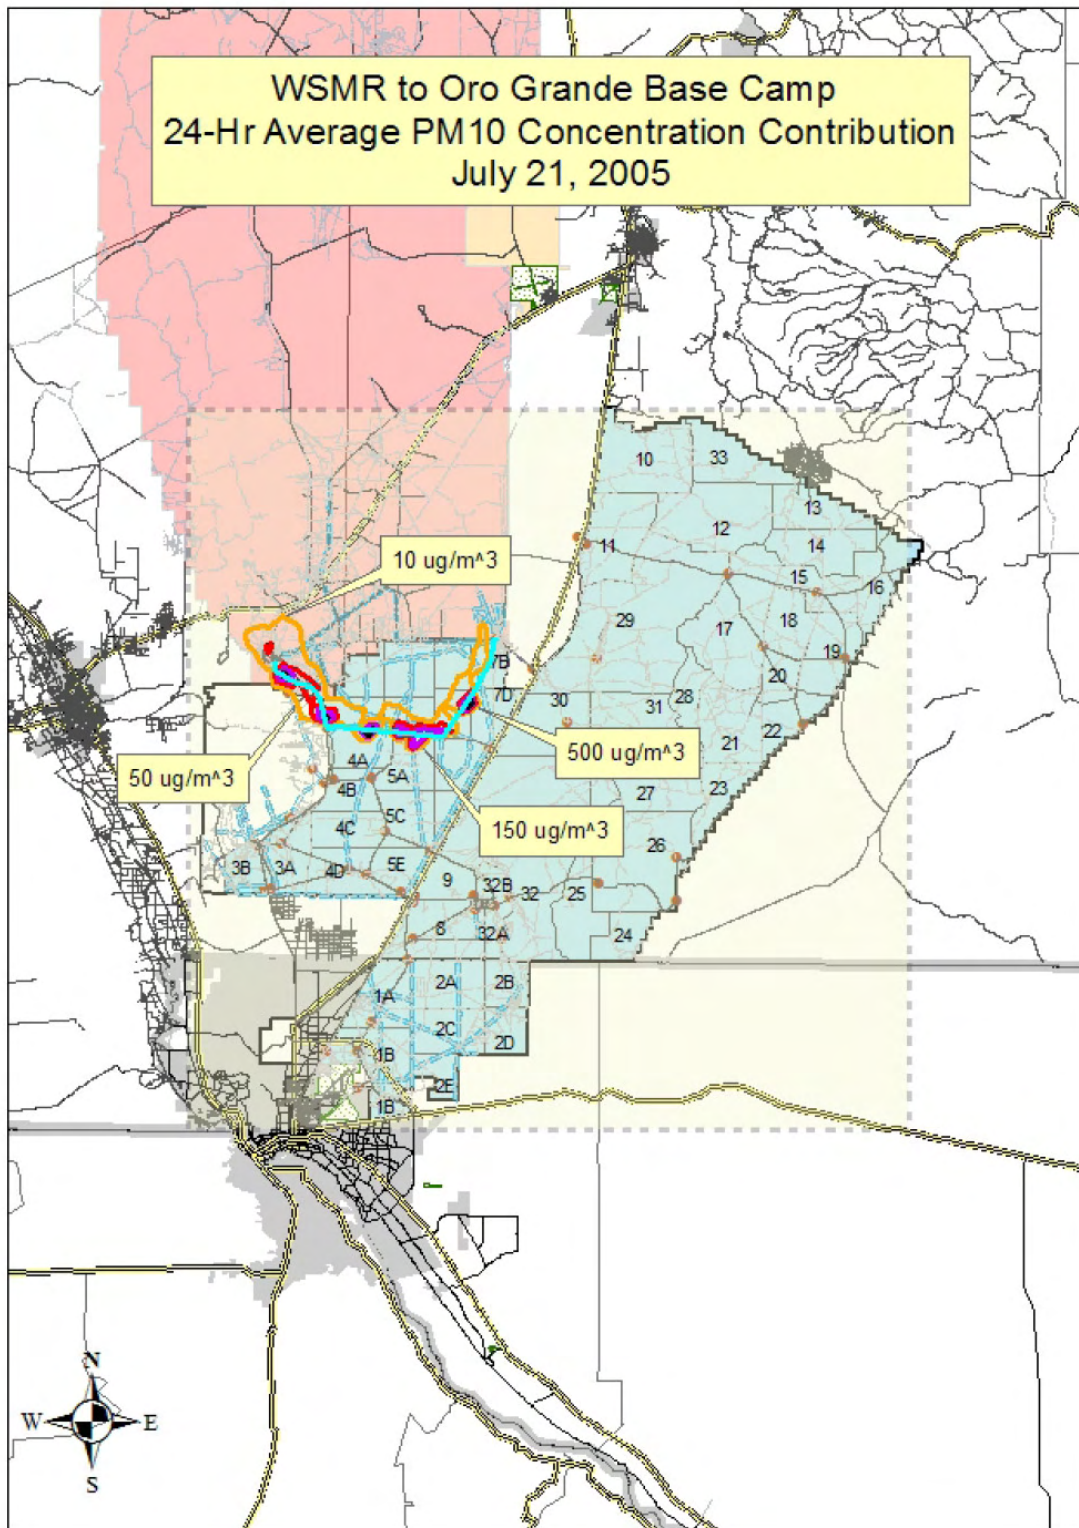 WSMR to Oro Grande Base Camp
24-Hr Average PM10 Concentration Contribution
July 21, 2005
10
33
13
12
11
14
10 ug/m^3
15
16
18
17
29
19
7B
20
7D
28
30
31
22
21
500 ug/m^3
50 ug/m^3
4A
5A
23
4B
27
150 ug/m^3
4C
5C
26
3B
3A
4D
5E
9
32B
32
25
8
32A
24
2A
2B
1A
2C
2D
1B
2E
1B
N
W
E
S